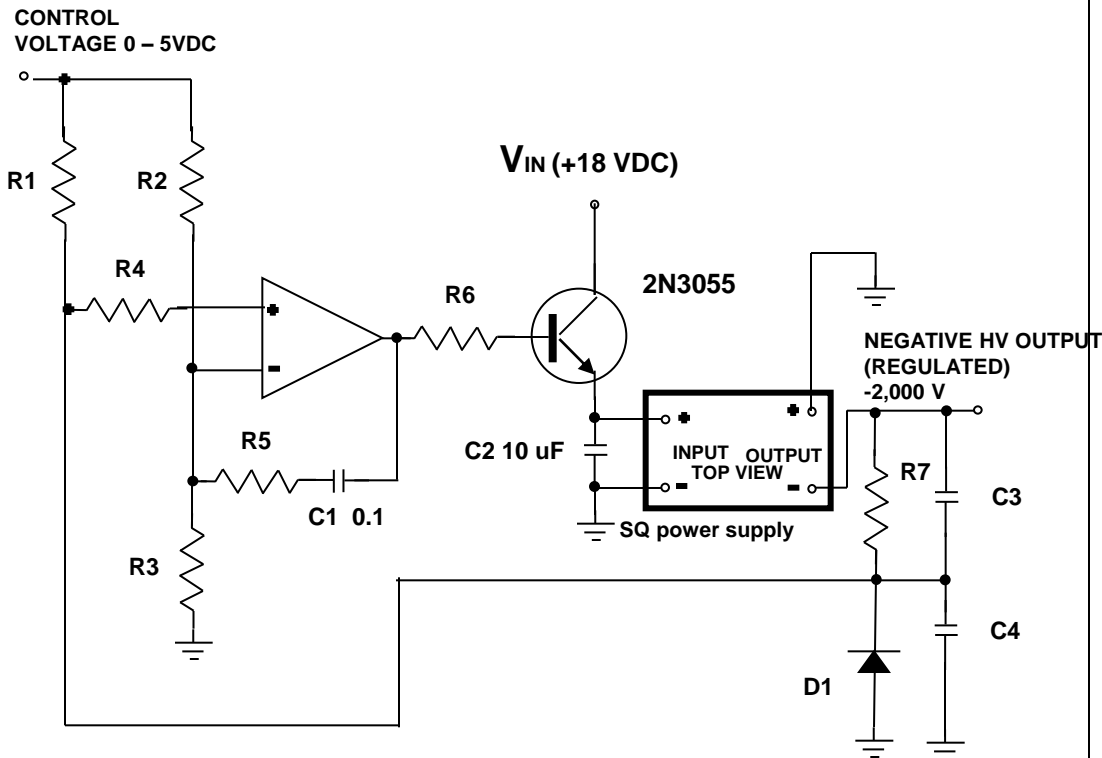 CONTROL
VOLTAGE 0 – 5VDC
R1
R2
VIN (+18 VDC)
R4
R6
2N3055
+
-
NEGATIVE HV OUTPUT
(REGULATED)
-2,000 V
R5
C2 10 uF
+ +
INPUT OUTPUT
TOP VIEW
- -
R7
C3
C1 0.1
SQ power supply
R3
C4
D1